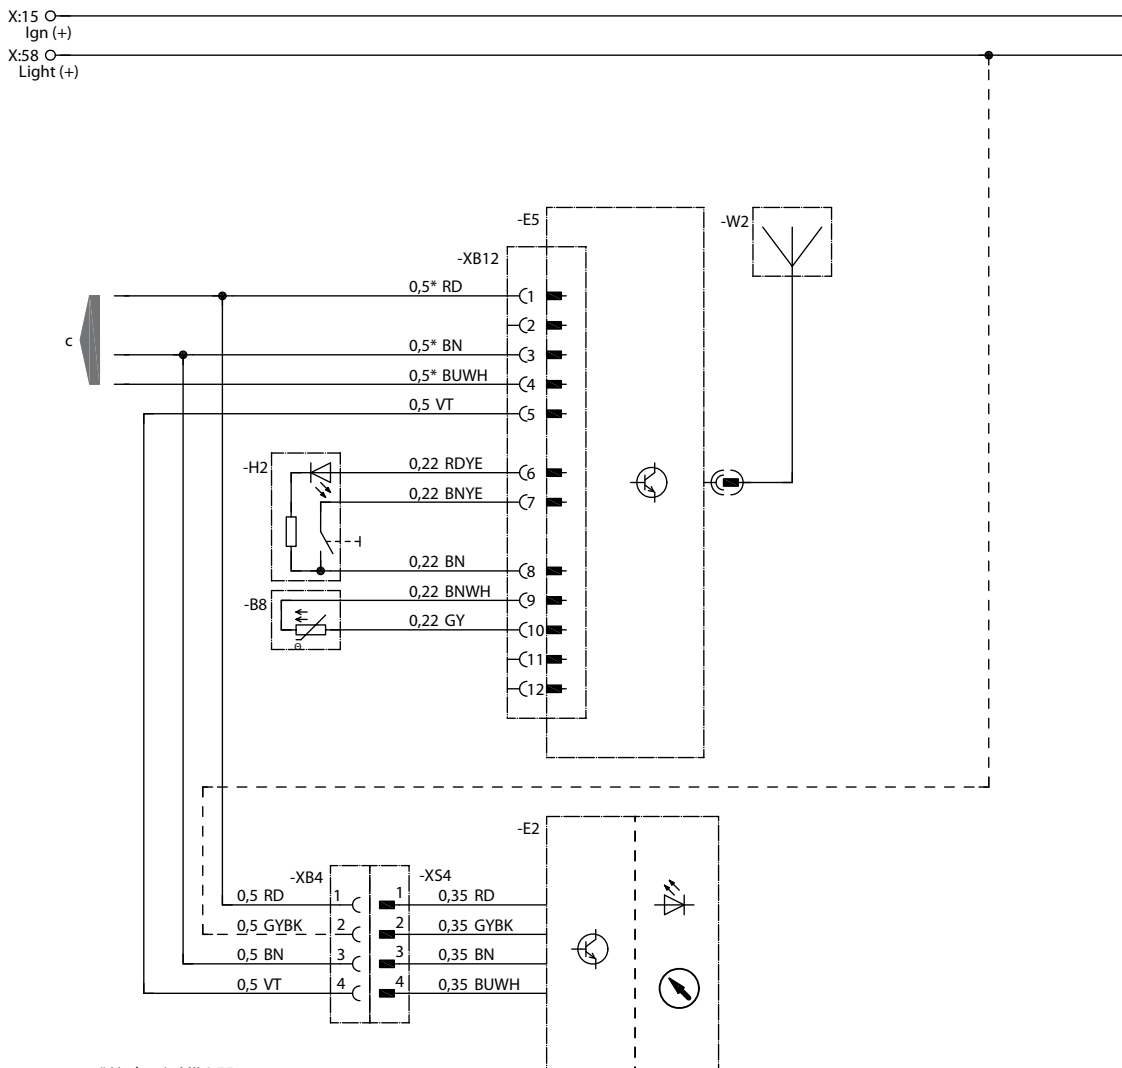 X:15
Ign (+)
X:58
Light (+)
-E5
-W2
-XB12
c
0,5* RD
1
2
0,5* BN
3
0,5* BUWH
4
0,5 VT
5
-H2
0,22 RDYE
6
0,22 BNYE
7
0,22 BN
8
-B8
0,22 BNWH
9
0,22 GY
10
11
12
-E2
-XB4
-XS4
0,5 RD
1
1
0,35 RD
0,5 GYBK
2
2
0,35 GYBK
0,5 BN
3
3
0,35 BN
0,5 VT
4
4
0,35 BUWH